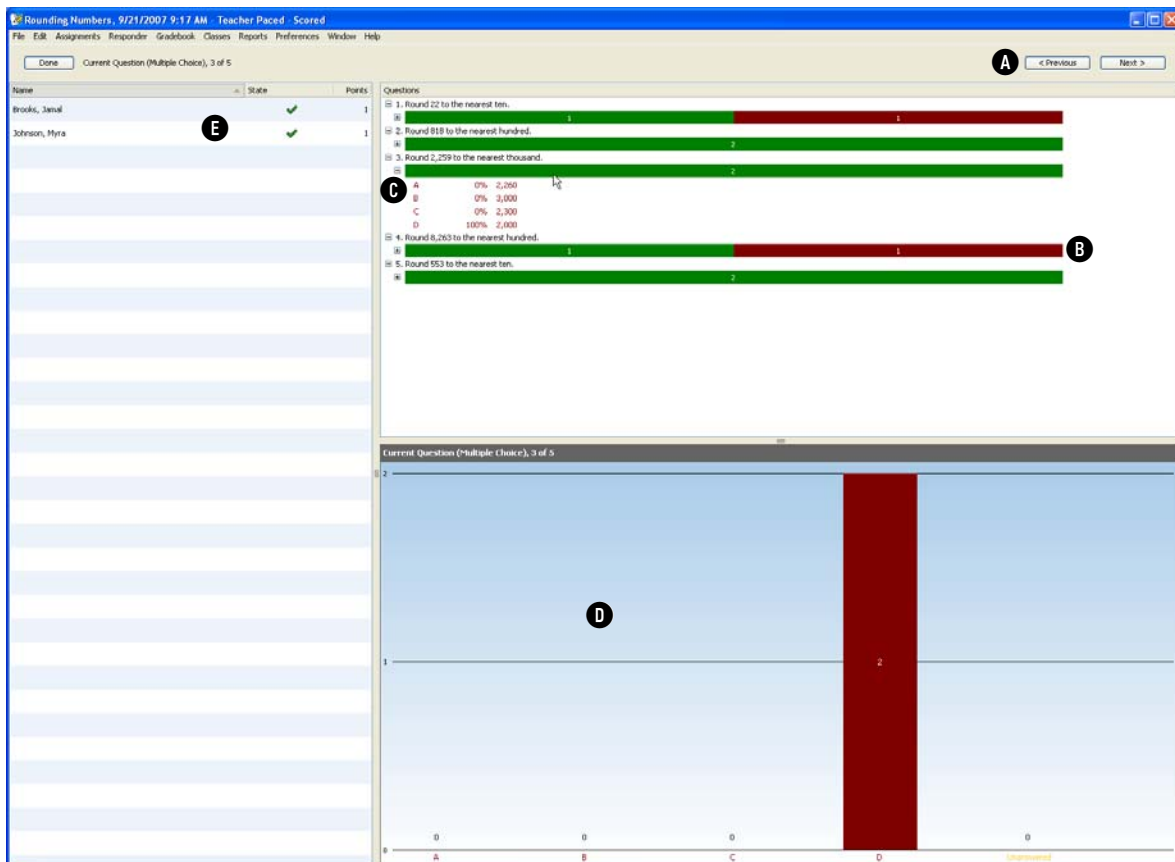 Rounding Numbers, 9/21/2007 9:17 AM - Teacher Paced - Scored
File Edit Assignments Responder Gradebook Classes Reports Preferences Window Help
Done Current Question (Multiple Choice), 3 of 5 A < Previous Next >
Name State Points
Brooks, Jamal 1
Johnson, Myra 1
E
Questions
1. Round 22 to the nearest ten.
1 1
2. Round 818 to the nearest hundred.
2
3. Round 2,259 to the nearest thousand.
2
C
A 0% 2,260
B 0% 3,000
C 0% 2,300
D 100% 2,000
4. Round 8,263 to the nearest hundred.
1 1 B
5. Round 553 to the nearest ten.
2
Current Question (Multiple Choice), 3 of 5
2
D
1 2
0 0 0 0
0
A B C D Unanswered